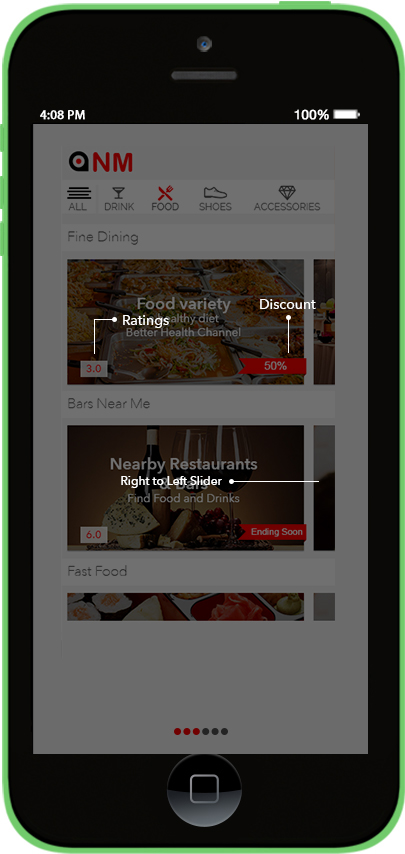 4:08 PM
100%
NM
ALL
DRINK
FOOD
SHOES
ACCESSORIES
Fine Dining
Food variety
healthy diet
Better Health Channel
Ratings
Discount
3.0
50%
Bars Near Me
Nearby Restaurants
& Bars
Right to Left Slider
Find Food and Drinks
6.0
Ending Soon
Fast Food